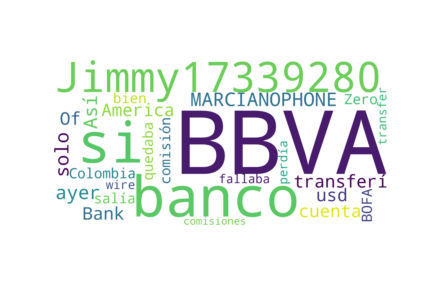 Jimmy17339280
MARCIANOPHONE Zero
Así bien America
Of
si BBVA
solo quedaba comisión perdía transfer
Colombia wire fallaba transferí
ayer salía banco usd
Bank cuenta BOFA
comisiones